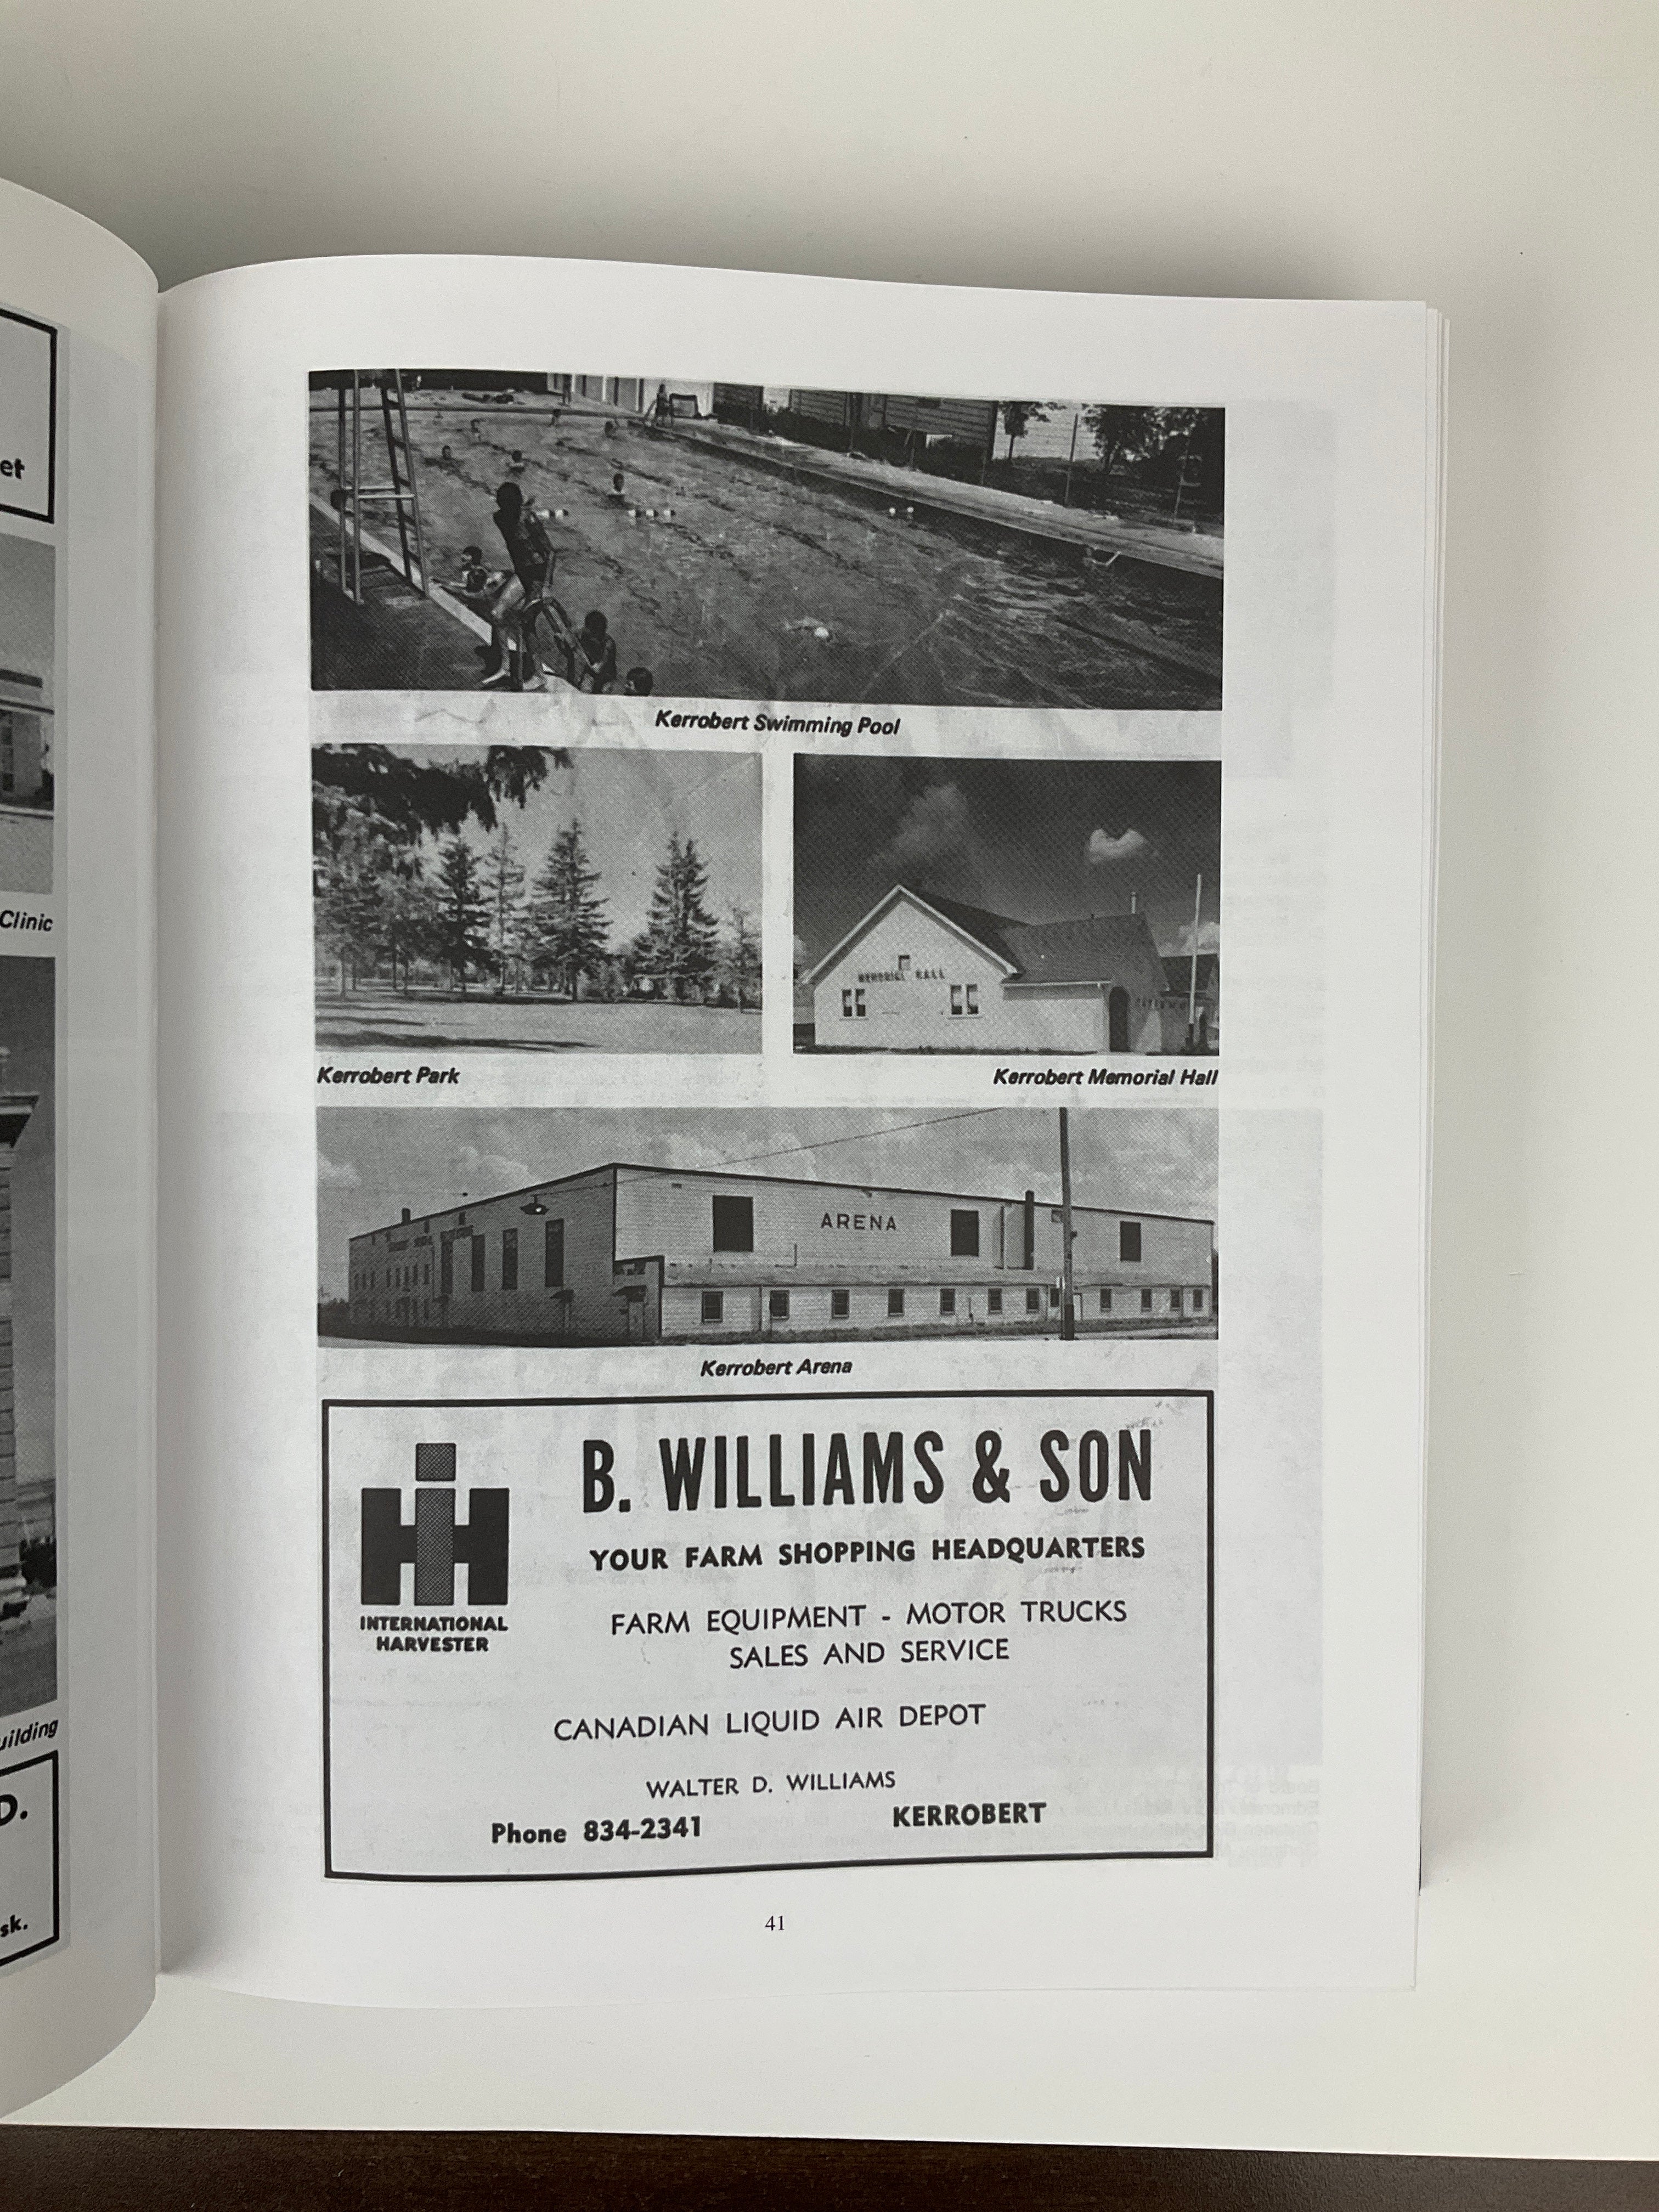 et
Clinic
uilding
D.
sk.
Kerrobert Swimming Pool
MEMORIAL HALL
Kerrobert Park
Kerrobert Memorial Hall
ARENA
Kerrobert Arena
B. WILLIAMS & SON
YOUR FARM SHOPPING HEADQUARTERS
INTERNATIONAL
HARVESTER
FARM EQUIPMENT - MOTOR TRUCKS
SALES AND SERVICE
CANADIAN LIQUID AIR DEPOT
WALTER D. WILLIAMS
Phone 834-2341
KERROBERT
41